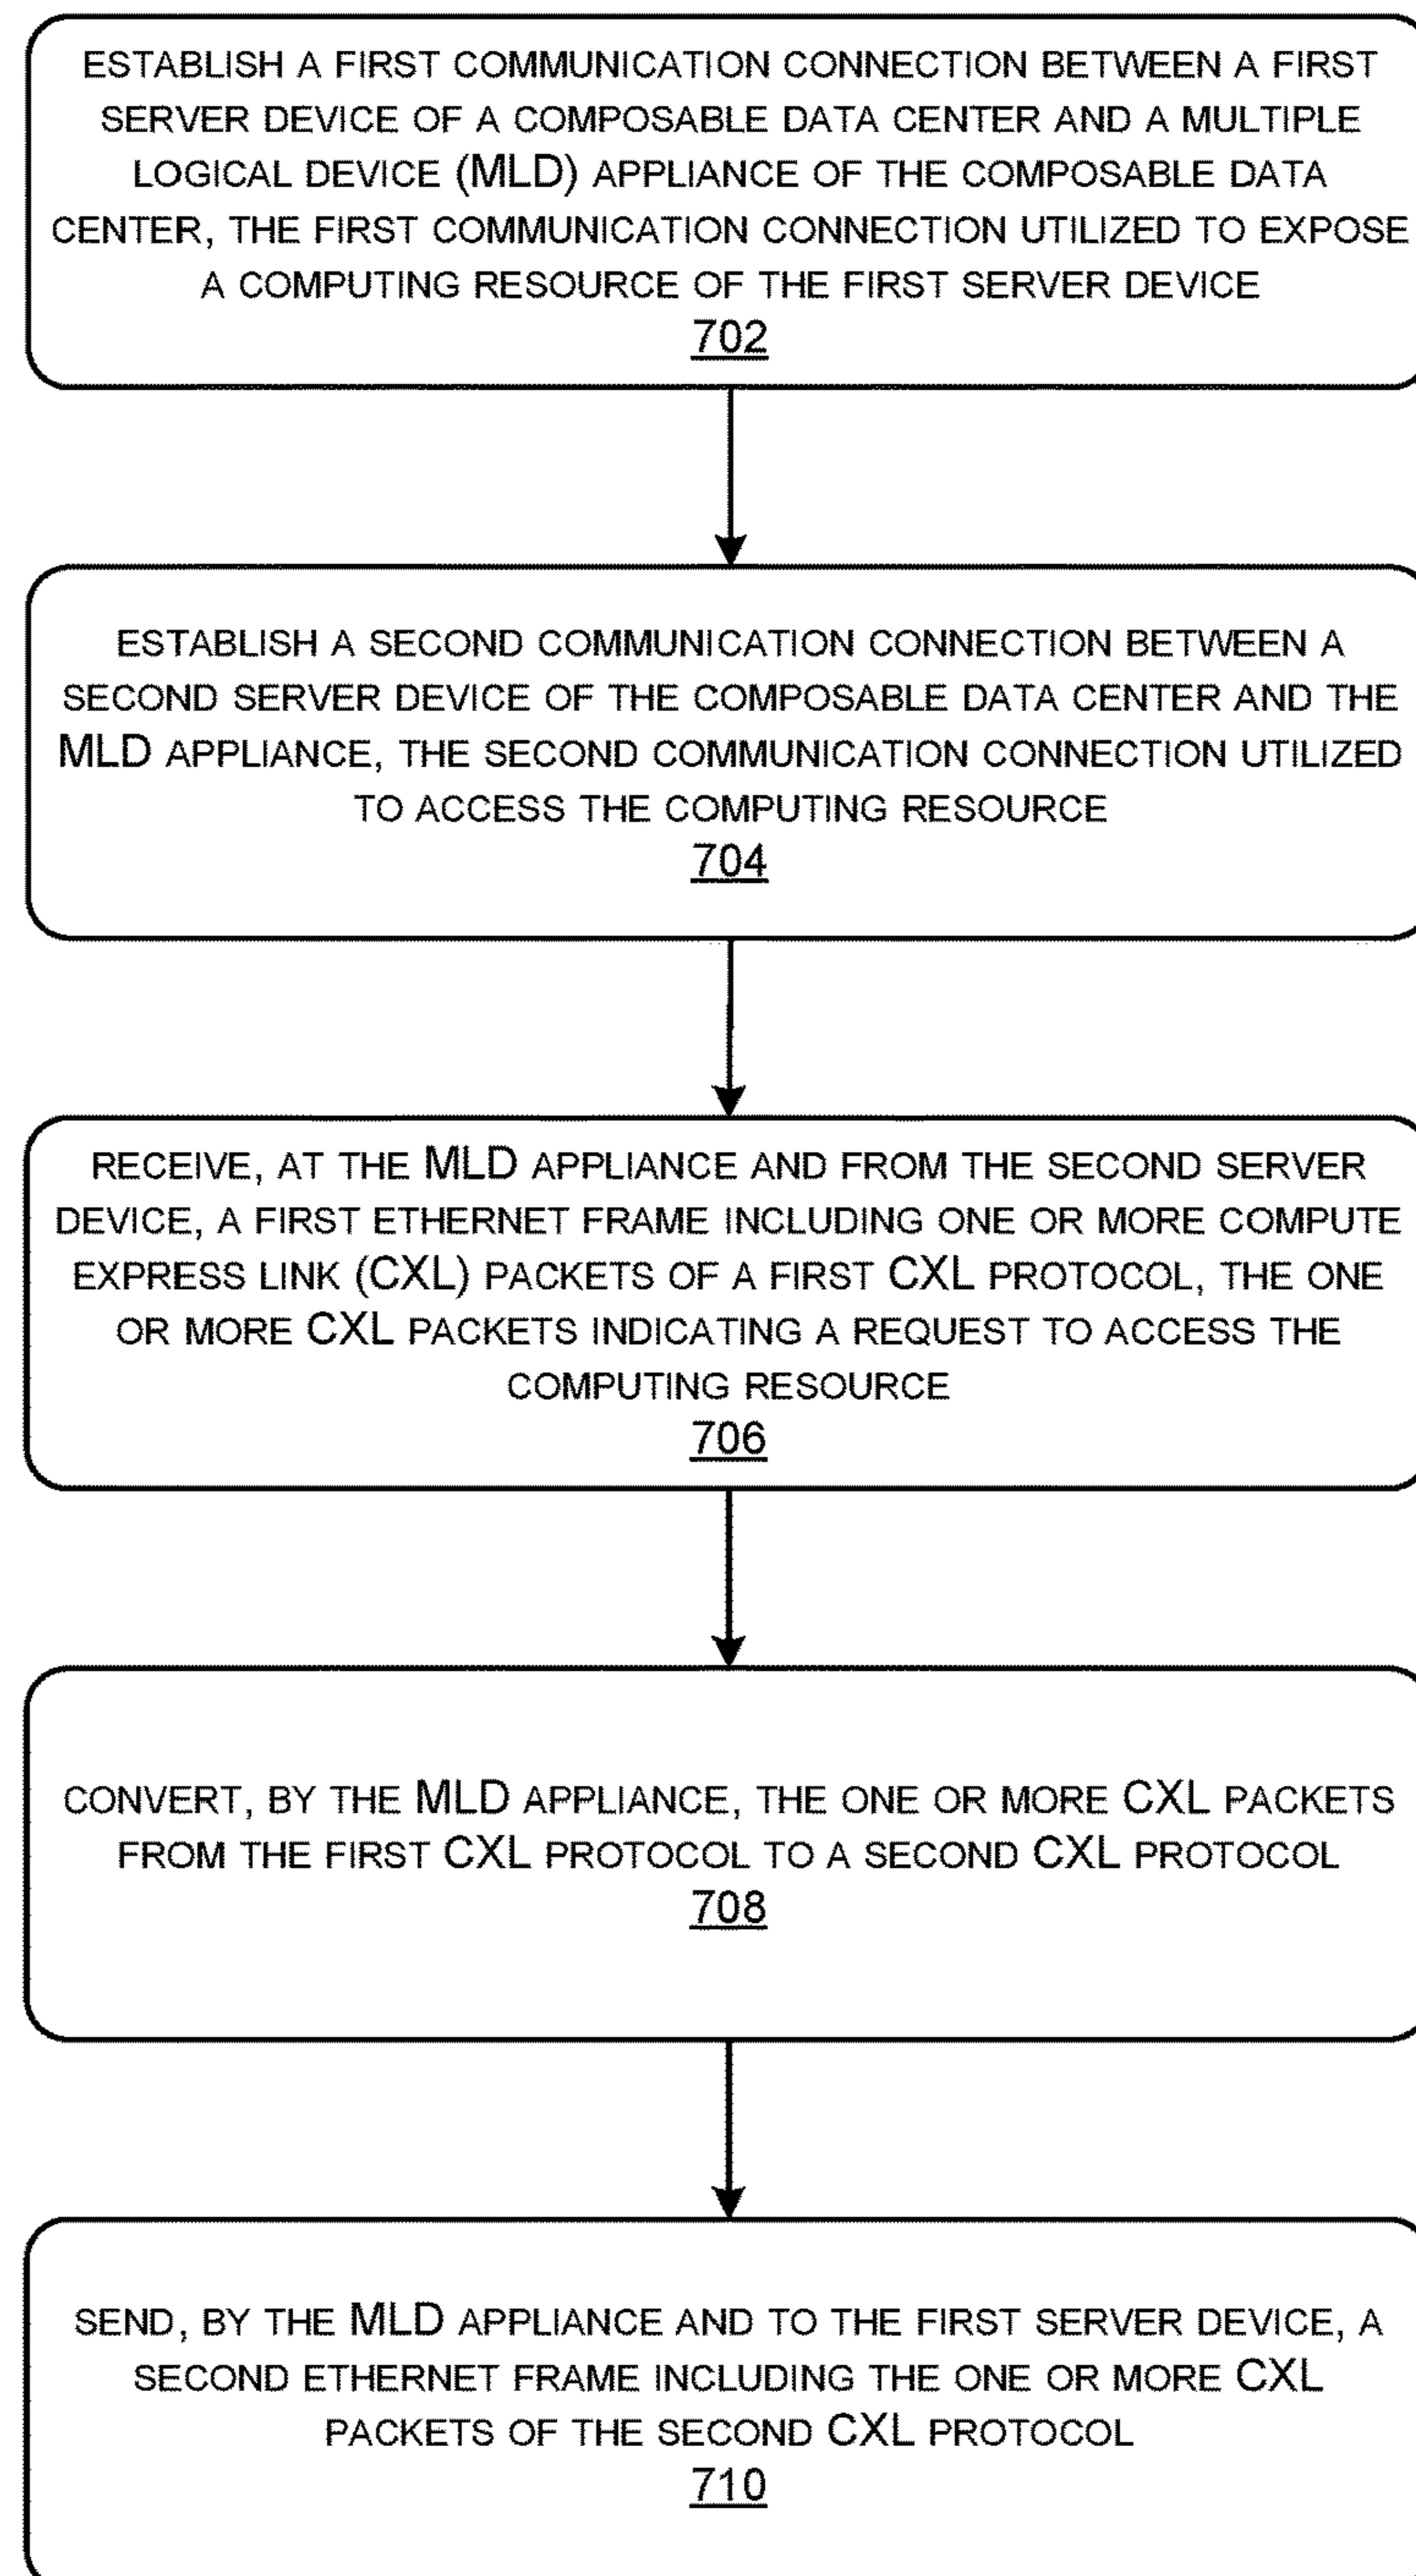 ESTABLISH A FIRST COMMUNICATION CONNECTION BETWEEN A FIRST
SERVER DEVICE OF A COMPOSABLE DATA CENTER AND A MULTIPLE
LOGICAL DEVICE (MLD) APPLIANCE OF THE COMPOSABLE DATA
CENTER, THE FIRST COMMUNICATION CONNECTION UTILIZED TO EXPOSE
A COMPUTING RESOURCE OF THE FIRST SERVER DEVICE
702
ESTABLISH A SECOND COMMUNICATION CONNECTION BETWEEN A
SECOND SERVER DEVICE OF THE COMPOSABLE DATA CENTER AND THE
MLD APPLIANCE, THE SECOND COMMUNICATION CONNECTION UTILIZED
TO ACCESS THE COMPUTING RESOURCE
704
RECEIVE, AT THE MLD APPLIANCE AND FROM THE SECOND SERVER
DEVICE, A FIRST ETHERNET FRAME INCLUDING ONE OR MORE COMPUTE
EXPRESS LINK (CXL) PACKETS OF A FIRST CXL PROTOCOL, THE ONE
OR MORE CXL PACKETS INDICATING A REQUEST TO ACCESS THE
COMPUTING RESOURCE
706
CONVERT, BY THE MLD APPLIANCE, THE ONE OR MORE CXL PACKETS
FROM THE FIRST CXL PROTOCOL TO A SECOND CXL PROTOCOL
708
SEND, BY THE MLD APPLIANCE AND TO THE FIRST SERVER DEVICE, A
SECOND ETHERNET FRAME INCLUDING THE ONE OR MORE CXL
PACKETS OF THE SECOND CXL PROTOCOL
710